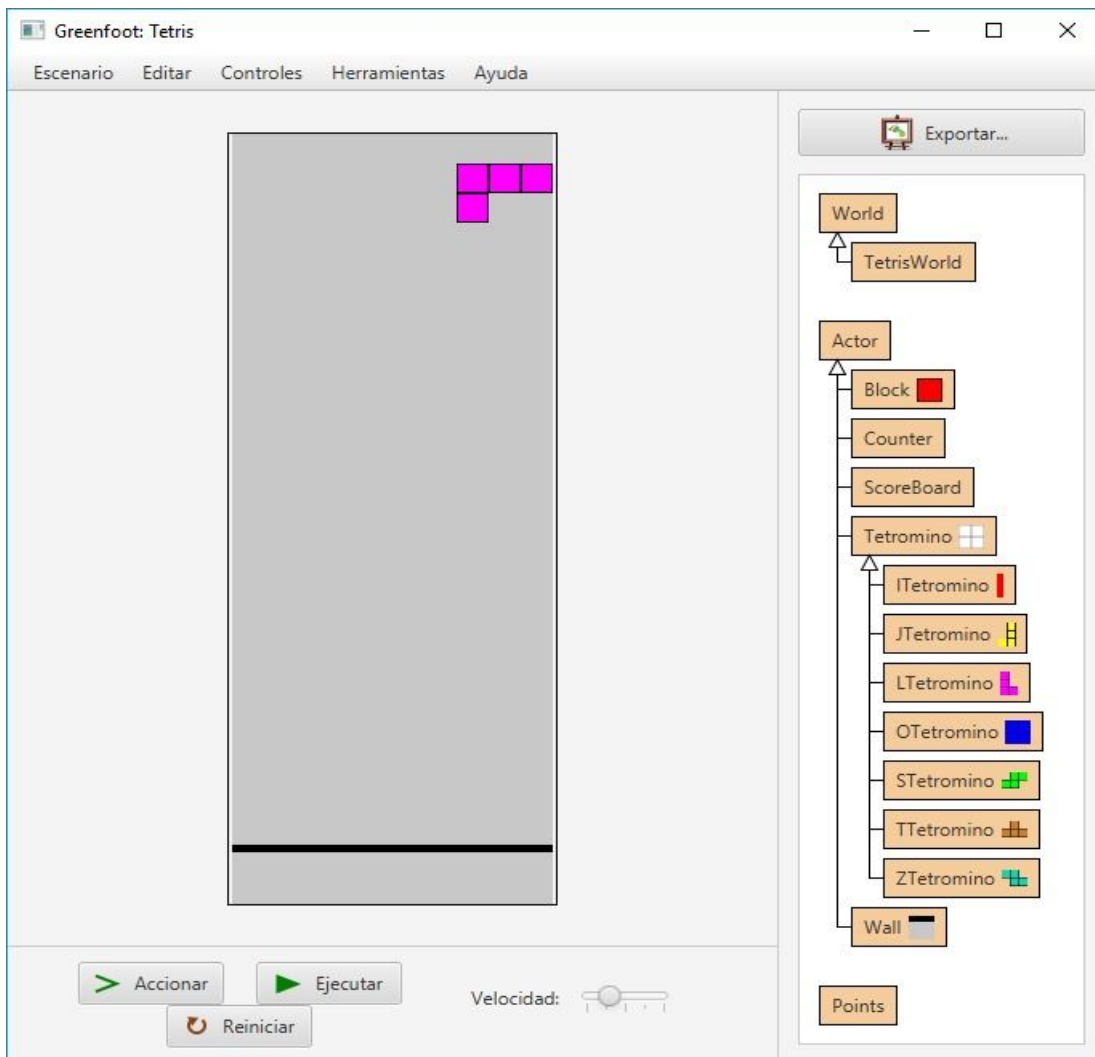 Greenfoot: Tetris
Escenario Editar Controles Herramientas Ayuda
Exportar...
World
TetrisWorld
Actor
Block
Counter
ScoreBoard
Tetromino
ITetromino
JTetromino
LTetromino
OTetromino
STetromino
TTetromino
ZTetromino
Wall
Points
Accionar Ejecutar Velocidad:
Reiniciar